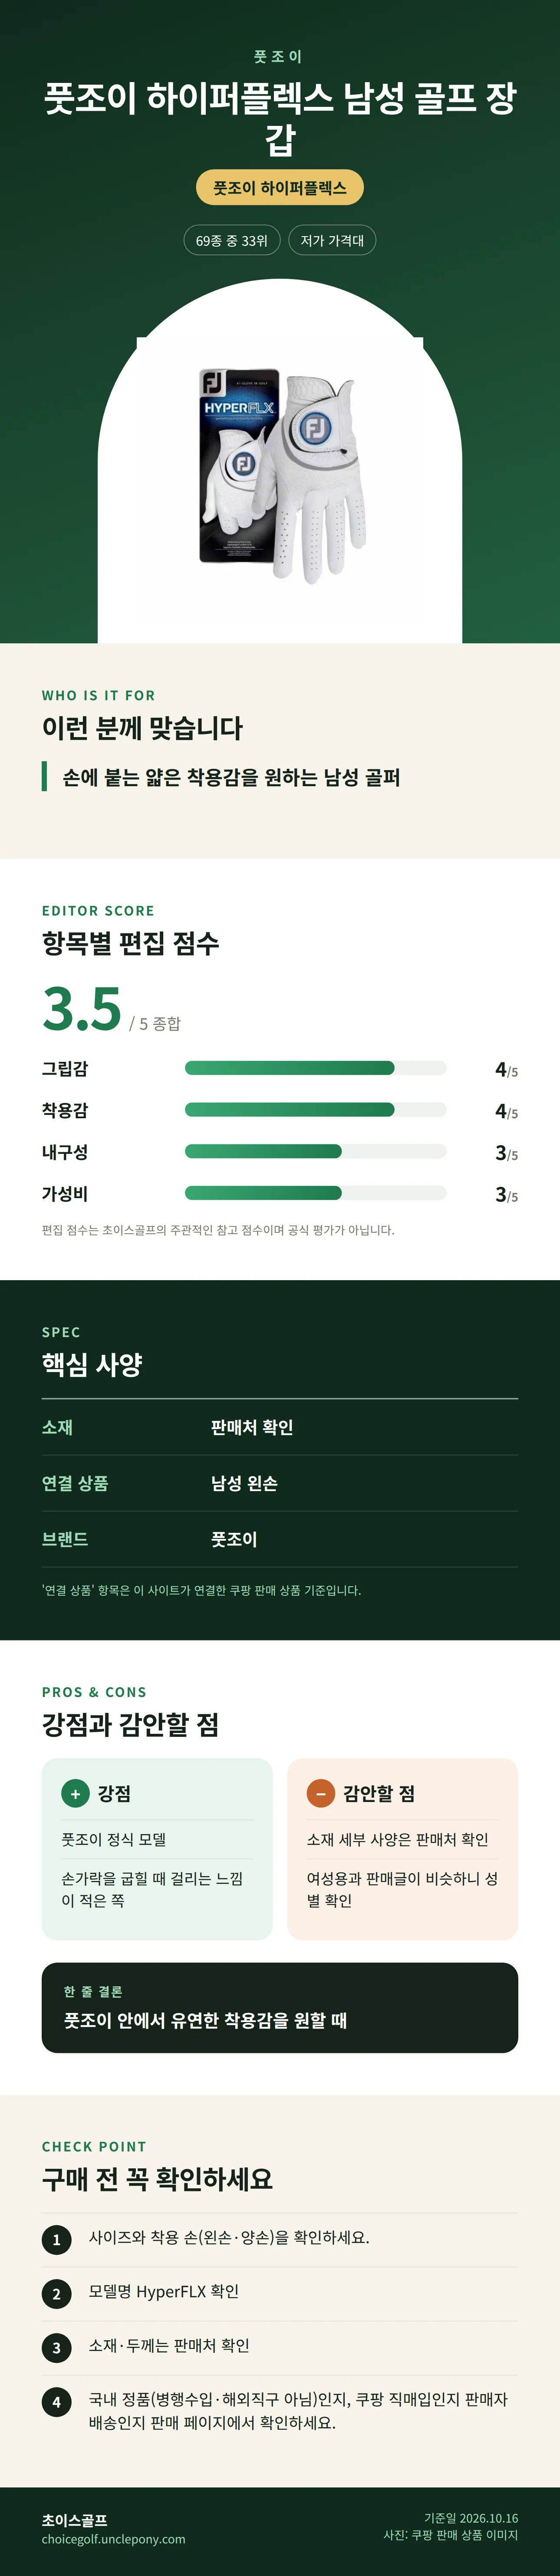 풋조이
풋조이 하이퍼플렉스 남성 골프 장
갑
풋조이 하이퍼플렉스
69종 중 33위
저가 가격대
FJ
#1 GLOVE IN GOLF
HYPERFLX
FJ
FJ
WHO IS IT FOR
이런 분께 맞습니다
손에 붙는 얇은 착용감을 원하는 남성 골퍼
EDITOR SCORE
항목별 편집 점수
3.5 / 5 종합
그립감 4/5
착용감 4/5
내구성 3/5
가성비 3/5
편집 점수는 초이스골프의 주관적인 참고 점수이며 공식 평가가 아닙니다.
SPEC
핵심 사양
소재 판매처 확인
연결 상품 남성 왼손
브랜드 풋조이
'연결 상품' 항목은 이 사이트가 연결한 쿠팡 판매 상품 기준입니다.
PROS & CONS
강점과 감안할 점
+ 강점
풋조이 정식 모델
손가락을 굽힐 때 걸리는 느낌
이 적은 쪽
− 감안할 점
소재 세부 사양은 판매처 확인
여성용과 판매글이 비슷하니 성
별 확인
한 줄 결론
풋조이 안에서 유연한 착용감을 원할 때
CHECK POINT
구매 전 꼭 확인하세요
1 사이즈와 착용 손(왼손·양손)을 확인하세요.
2 모델명 HyperFLX 확인
3 소재·두께는 판매처 확인
4 국내 정품(병행수입·해외직구 아님)인지, 쿠팡 직매입인지 판매자
배송인지 판매 페이지에서 확인하세요.
초이스골프
choicegolf.unclepony.com
기준일 2026.10.16
사진: 쿠팡 판매 상품 이미지